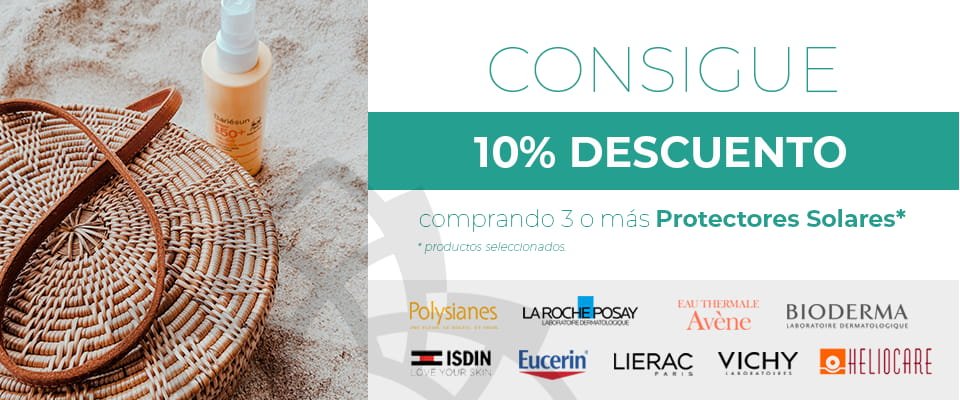 CONSIGUE
10% DESCUENTO
comprando 3 o más Protectores Solares*
* productos seleccionados.
Polysianes
LA ROCHE POSAY
LABORATOIRE DERMATOLOGIQUE
EAU THERMALE
Avène
BIODERMA
LABORATOIRE DERMATOLOGIQUE
ISDIN
LOVE YOUR SKIN
Eucerin
LIERAC
PARIS
VICHY
LABORATOIRES
HELIOCARE
50+